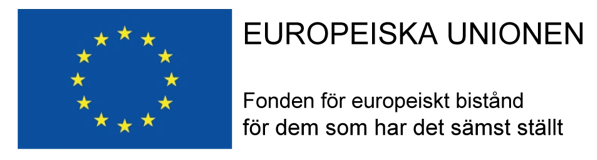 EUROPEISKA UNIONEN
Fonden för europeiskt bistånd
för dem som har det sämst ställt